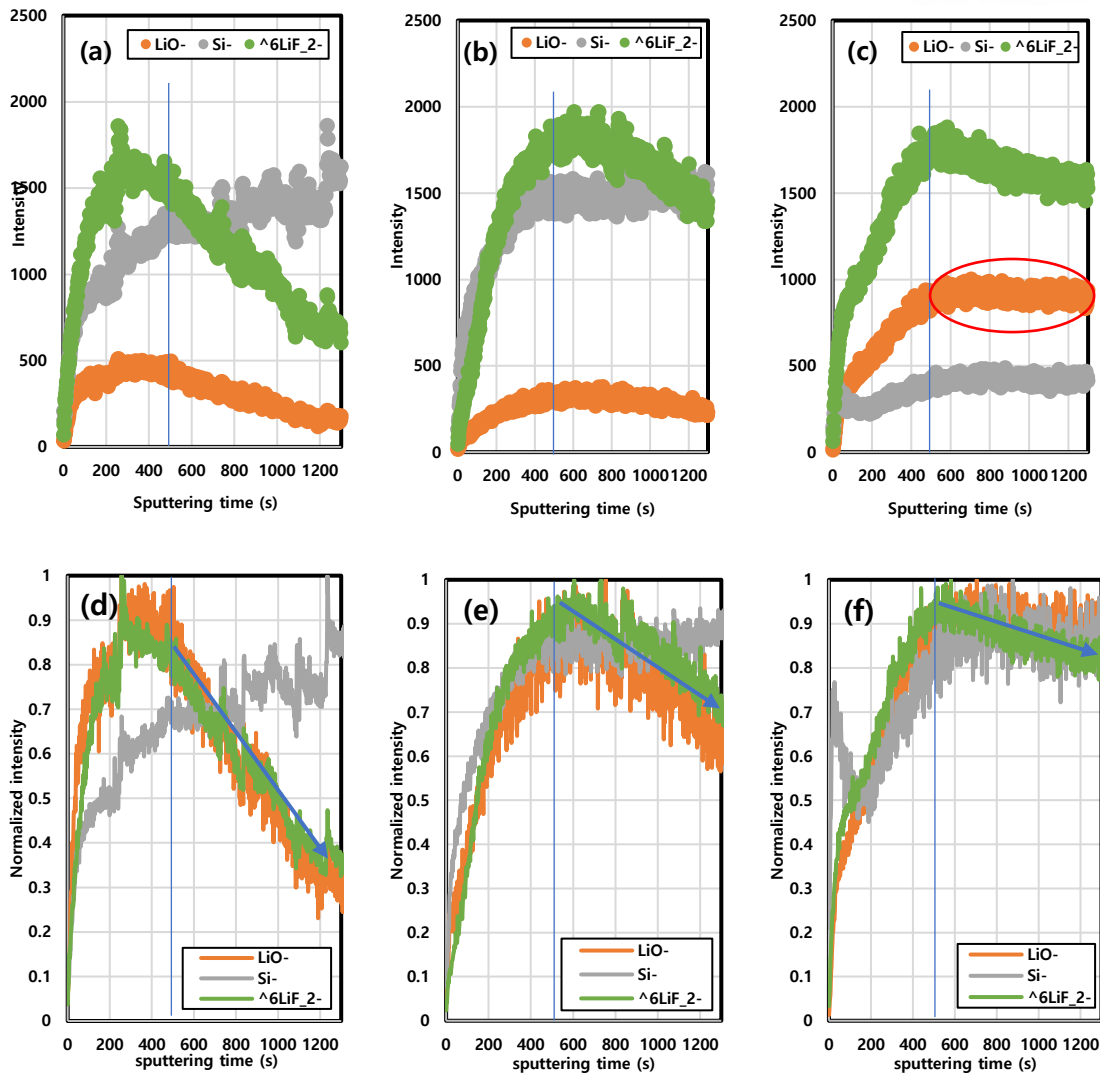 2500
(a)
LiO- Si- ^6LiF_2-
2000
1500
1000
500
0
Intensity
0 200 400 600 800 1000 1200
Sputtering time (s)
2500
(b)
LiO- Si- ^6LiF_2-
2000
1500
1000
500
0
Intensity
0 200 400 600 800 1000 1200
Sputtering time (s)
2500
(c)
LiO- Si- ^6LiF_2-
2000
1500
1000
500
0
Intensity
0 200 400 600 800 1000 1200
Sputtering time (s)
1
(d)
0.9
0.8
0.7
0.6
0.5
0.4
0.3
0.2
0.1
0
Normalized intensity
LiO-
Si-
^6LiF_2-
0 200 400 600 800 1000 1200
sputtering time (s)
1
(e)
0.9
0.8
0.7
0.6
0.5
0.4
0.3
0.2
0.1
0
Normalized intensity
LiO-
Si-
^6LiF_2-
0 200 400 600 800 1000 1200
sputtering time (s)
1
(f)
0.9
0.8
0.7
0.6
0.5
0.4
0.3
0.2
0.1
0
Normalized intensity
LiO-
Si-
^6LiF_2-
0 200 400 600 800 1000 1200
sputtering time (s)